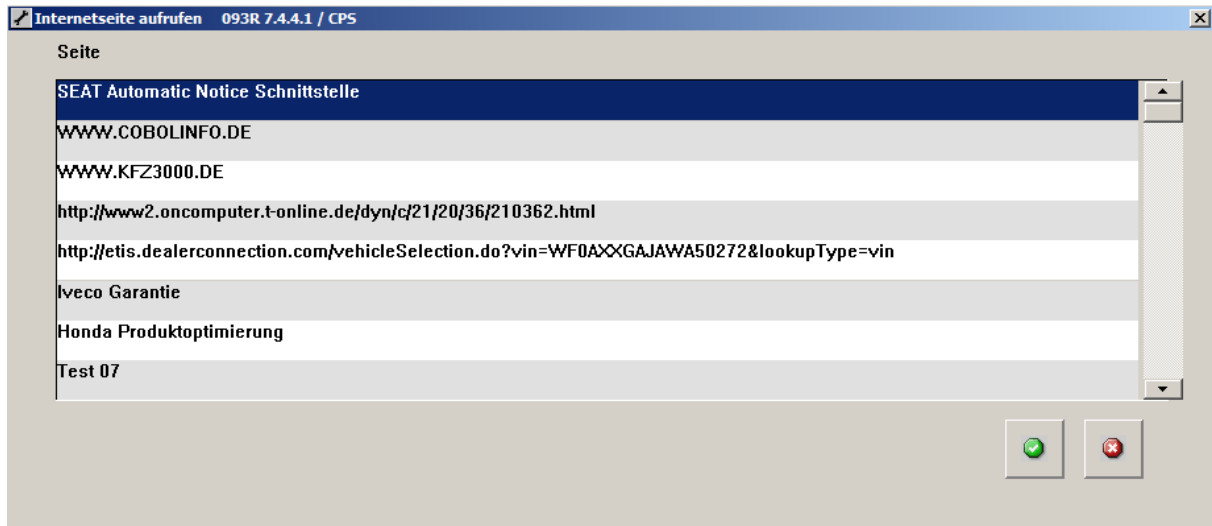 Internetseite aufrufen 093R 7.4.4.1 / CPS
Seite
SEAT Automatic Notice Schnittstelle
WWW.COBOLINFO.DE
WWW.KFZ3000.DE
http://www2.oncomputer.t-online.de/dyn/c/21/20/36/210362.html
http://etis.dealerconnection.com/vehicleSelection.do?vin=WF0AXXGAJAWA50272&lookupType=vin
Iveco Garantie
Honda Produktoptimierung
Test 07